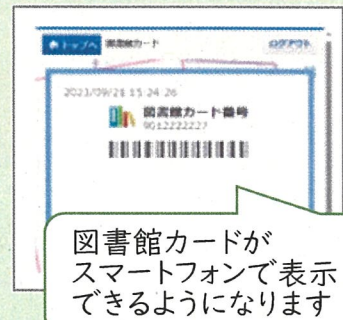 トップへ 図書館カード ログアウト
2021/09/28 15:24:26
図書館カード番号
9012222227
図書館カードが
スマートフォンで表示
できるようになります